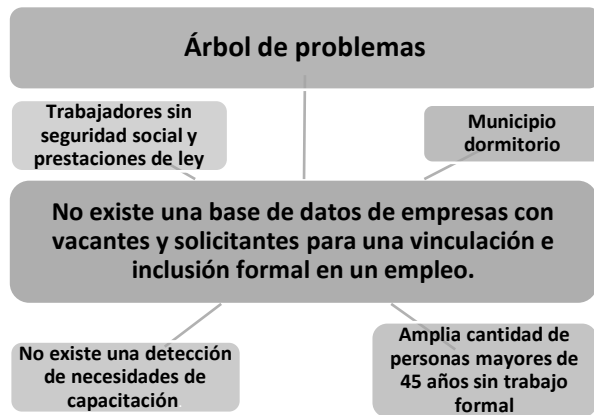 Árbol de problemas
Trabajadores sin
seguridad social y
prestaciones de ley
Municipio
dormitorio
No existe una base de datos de empresas con
vacantes y solicitantes para una vinculación e
inclusión formal en un empleo.
No existe una detección
de necesidades de
capacitación
Amplia cantidad de
personas mayores de
45 años sin trabajo
formal